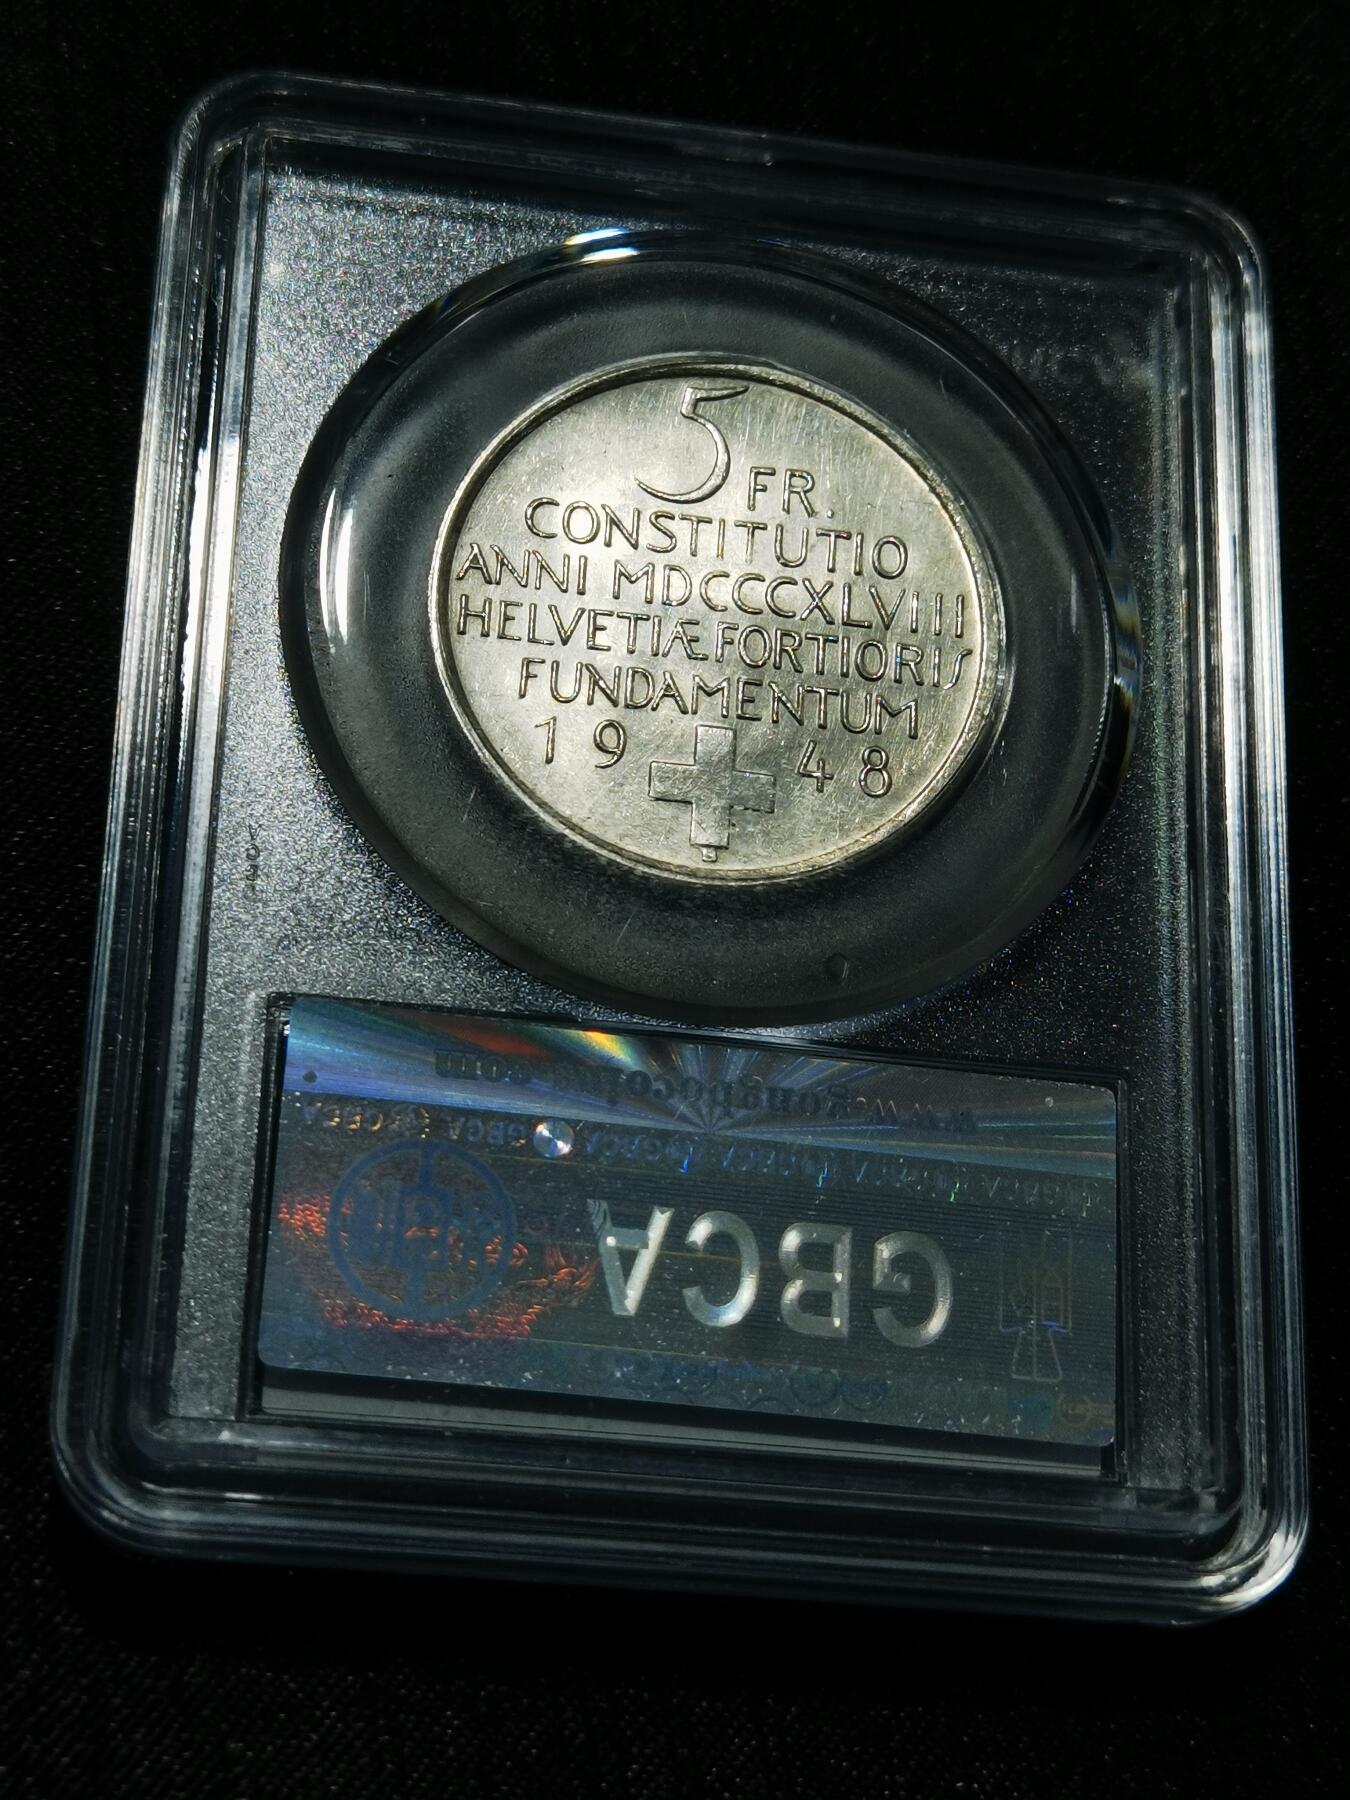 5 FR.
CONSTITUTIO
ANNI MDCCCXLVIII
HELVETIÆ FORTIORIS
FUNDAMENTUM
1948
GBCA